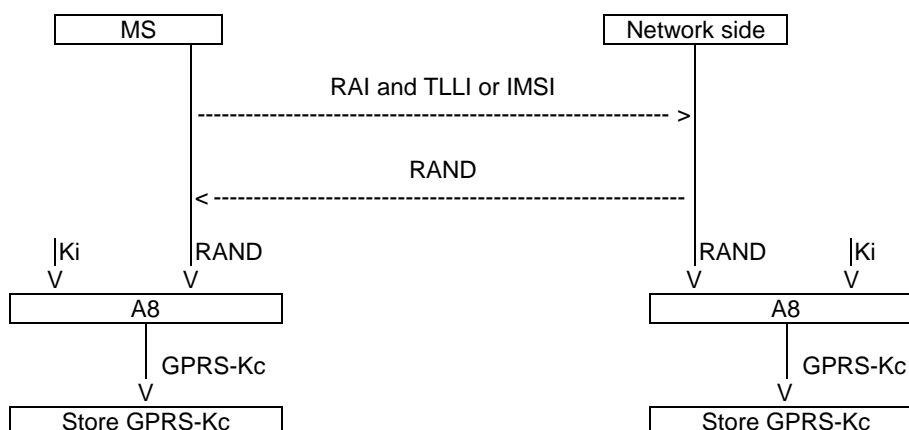 MS Network side
RAI and TLLI or IMSI
------------------------------------------------------------ >
RAND
< ------------------------------------------------------------
Ki RAND RAND Ki
V V V V
A8 A8
GPRS-Kc GPRS-Kc
V V
Store GPRS-Kc Store GPRS-Kc